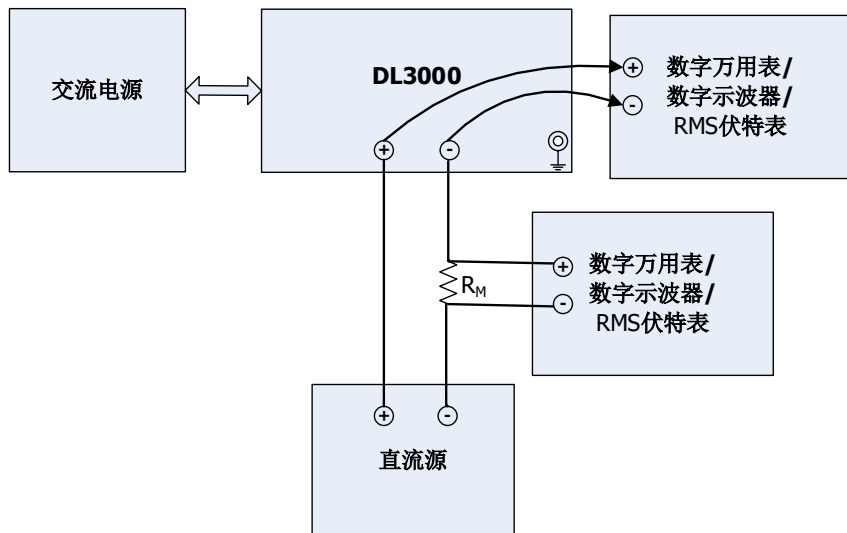 交流电源
DL3000
+
-
+
-
数字万用表/
数字示波器/
RMS伏特表
RM
+
-
数字万用表/
数字示波器/
RMS伏特表
+
-
直流源